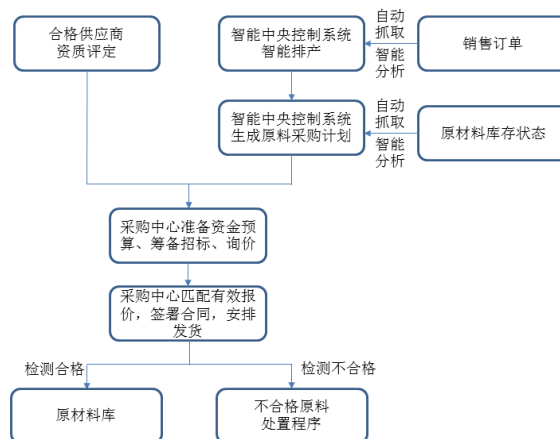 合格供应商
资质评定
智能中央控制系统
智能排产
自动
抓取
智能
分析
销售订单
智能中央控制系统
生成原料采购计划
自动
抓取
智能
分析
原材料库存状态
采购中心准备资金预
算、筹备招标、询价
采购中心匹配有效报
价，签署合同，安排
发货
检测合格
检测不合格
原材料库
不合格原料
处置程序